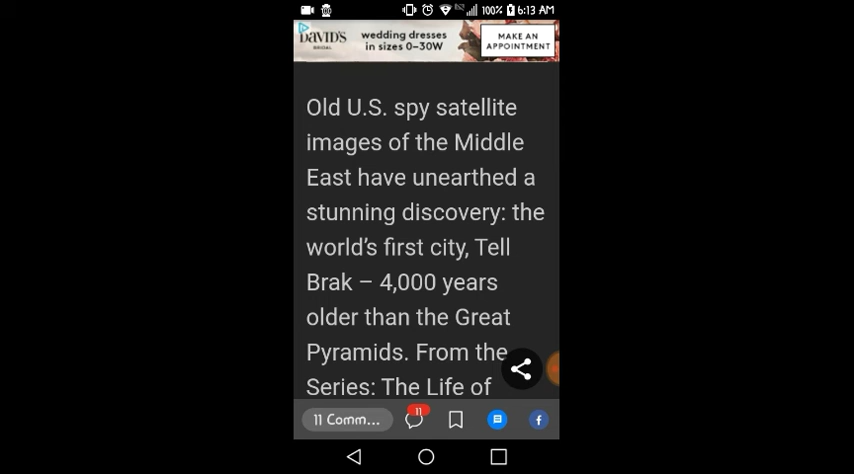 100% 6:13 AM
DAVID'S
BRIDAL
wedding dresses
in sizes 0–30W
MAKE AN
APPOINTMENT
Old U.S. spy satellite
images of the Middle
East have unearthed a
stunning discovery: the
world's first city, Tell
Brak – 4,000 years
older than the Great
Pyramids. From the
Series: The Life of
11 Comm... 11